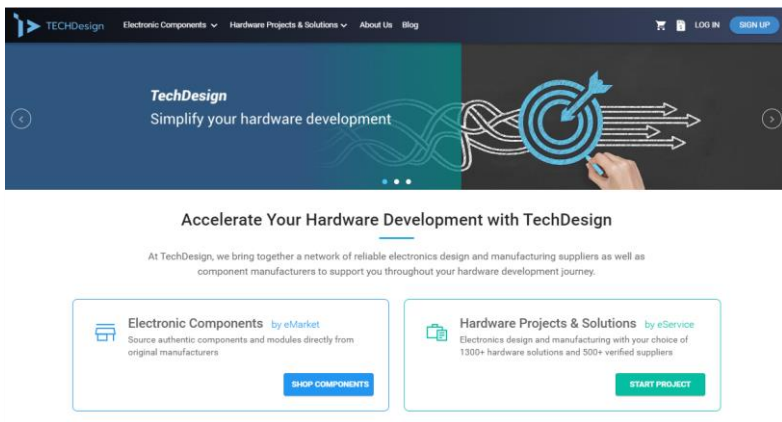 TECHDesign
Electronic Components
Hardware Projects & Solutions
About Us
Blog
LOG IN
SIGN UP
TechDesign
Simplify your hardware development
Accelerate Your Hardware Development with TechDesign
At TechDesign, we bring together a network of reliable electronics design and manufacturing suppliers as well as
component manufacturers to support you throughout your hardware development journey.
Electronic Components by eMarket
Source authentic components and modules directly from
original manufacturers
SHOP COMPONENTS
Hardware Projects & Solutions by eService
Electronics design and manufacturing with your choice of
1300+ hardware solutions and 500+ verified suppliers
START PROJECT